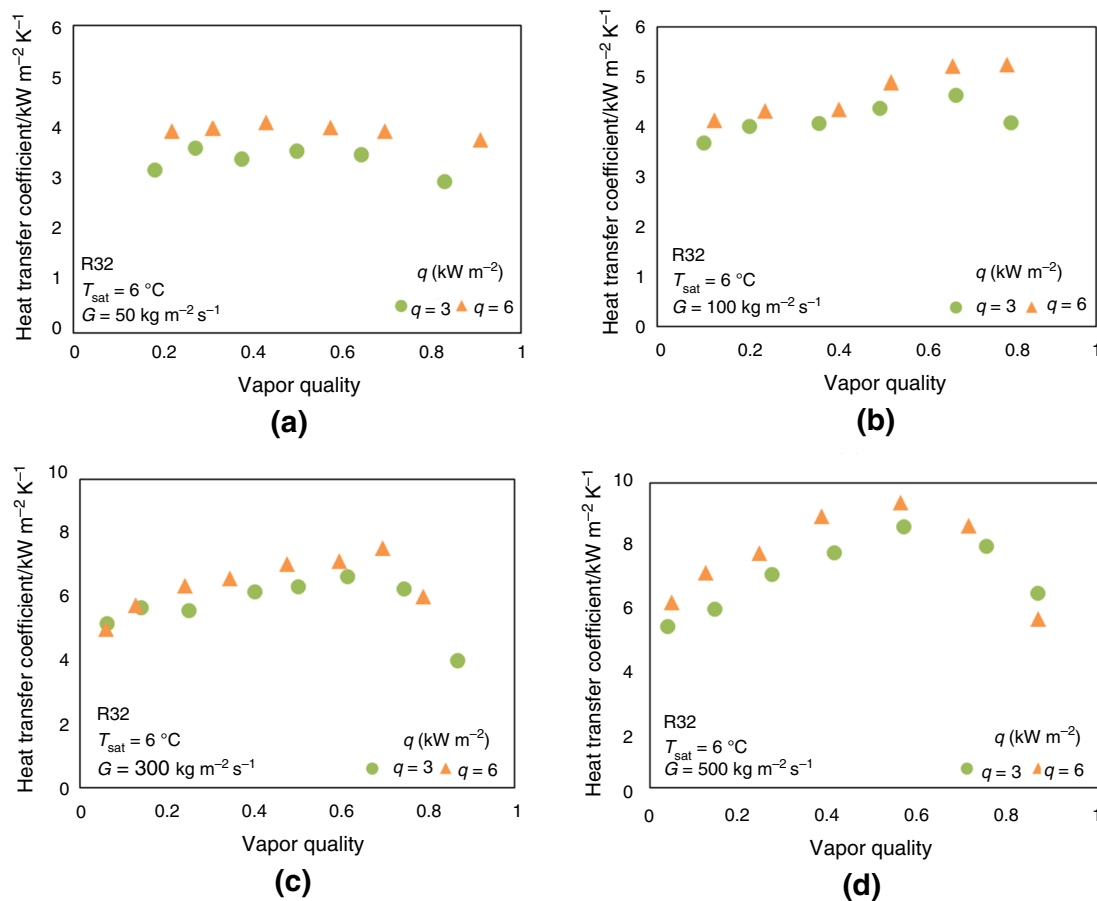 Heat transfer coefficient/kW m⁻² K⁻¹
6
5
4
3
2
1
0
R32
T_sat = 6 °C
G = 50 kg m⁻² s⁻¹
q (kW m⁻²)
q = 3 q = 6
0 0.2 0.4 0.6 0.8 1
Vapor quality
(a)
Heat transfer coefficient/kW m⁻² K⁻¹
6
5
4
3
2
1
0
R32
T_sat = 6 °C
G = 100 kg m⁻² s⁻¹
q (kW m⁻²)
q = 3 q = 6
0 0.2 0.4 0.6 0.8 1
Vapor quality
(b)
Heat transfer coefficient/kW m⁻² K⁻¹
10
8
6
4
2
0
R32
T_sat = 6 °C
G = 300 kg m⁻² s⁻¹
q (kW m⁻²)
q = 3 q = 6
0 0.2 0.4 0.6 0.8 1
Vapor quality
(c)
Heat transfer coefficient/kW m⁻² K⁻¹
10
8
6
4
2
0
R32
T_sat = 6 °C
G = 500 kg m⁻² s⁻¹
q (kW m⁻²)
q = 3 q = 6
0 0.2 0.4 0.6 0.8 1
Vapor quality
(d)